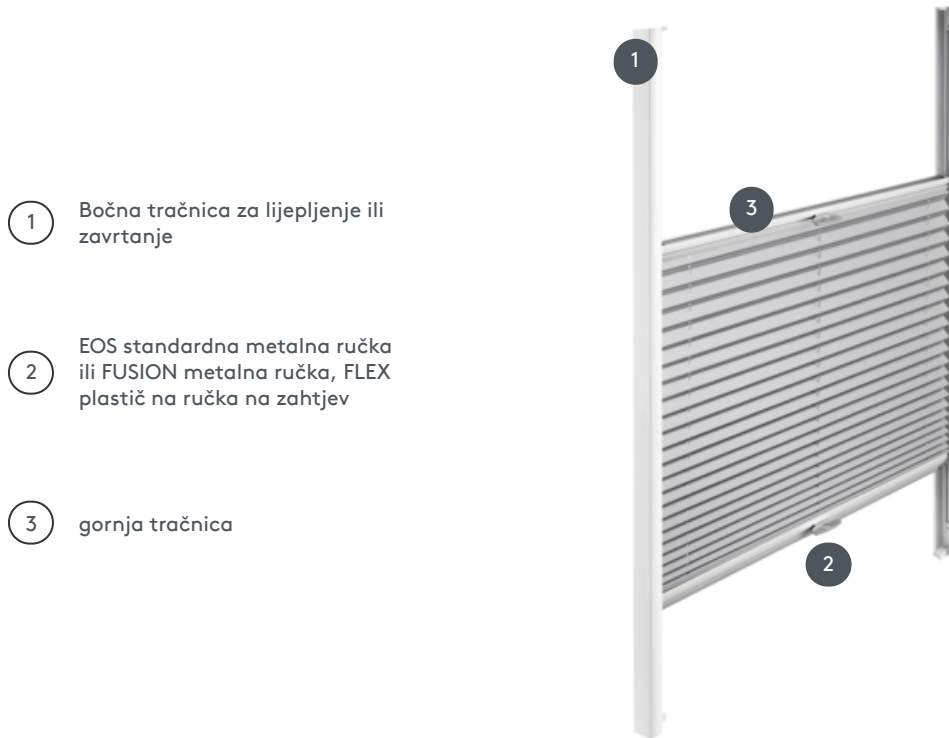 1
Bočna tračnica za lijepljenje ili
zavrtanje
2
EOS standardna metalna ručka
ili FUSION metalna ručka, FLEX
plastič na ručka na zahtjev
3
gornja tračnica
1
3
2